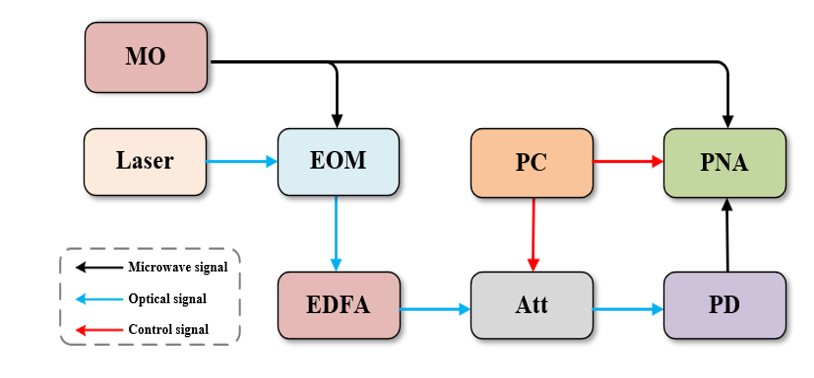 MO
Laser
EOM
PC
PNA
EDFA
Att
PD
Microwave signal
Optical signal
Control signal